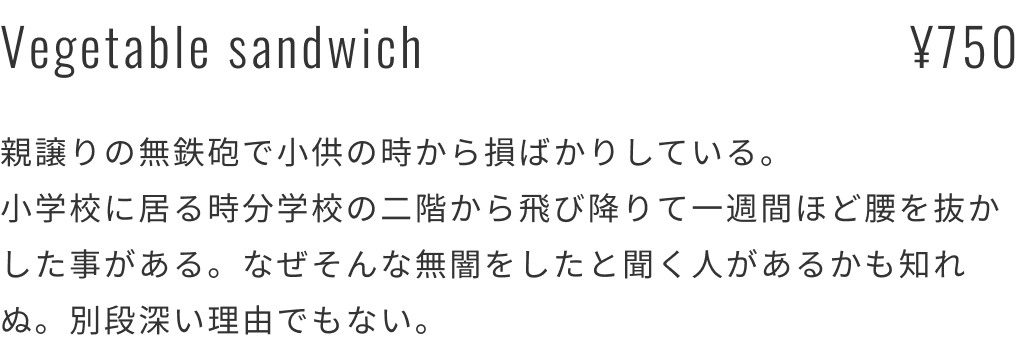 Vegetable sandwich ¥750
親譲りの無鉄砲で小供の時から損ばかりしている。
小学校に居る時分学校の二階から飛び降りて一週間ほど腰を抜か
した事がある。なぜそんな無闇をしたと聞く人があるかも知れ
ぬ。別段深い理由でもない。